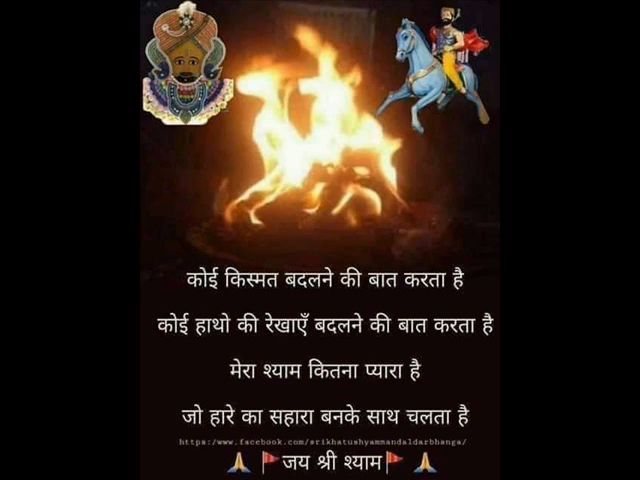 कोई किस्मत बदलने की बात करता है
कोई हाथो की रेखाएँ बदलने की बात करता है
मेरा श्याम कितना प्यारा है
जो हारे का सहारा बनके साथ चलता है
https:/www.facebook.com/srikhatushyammandaldarbhanga/
🙏 🚩जय श्री श्याम🚩 🙏